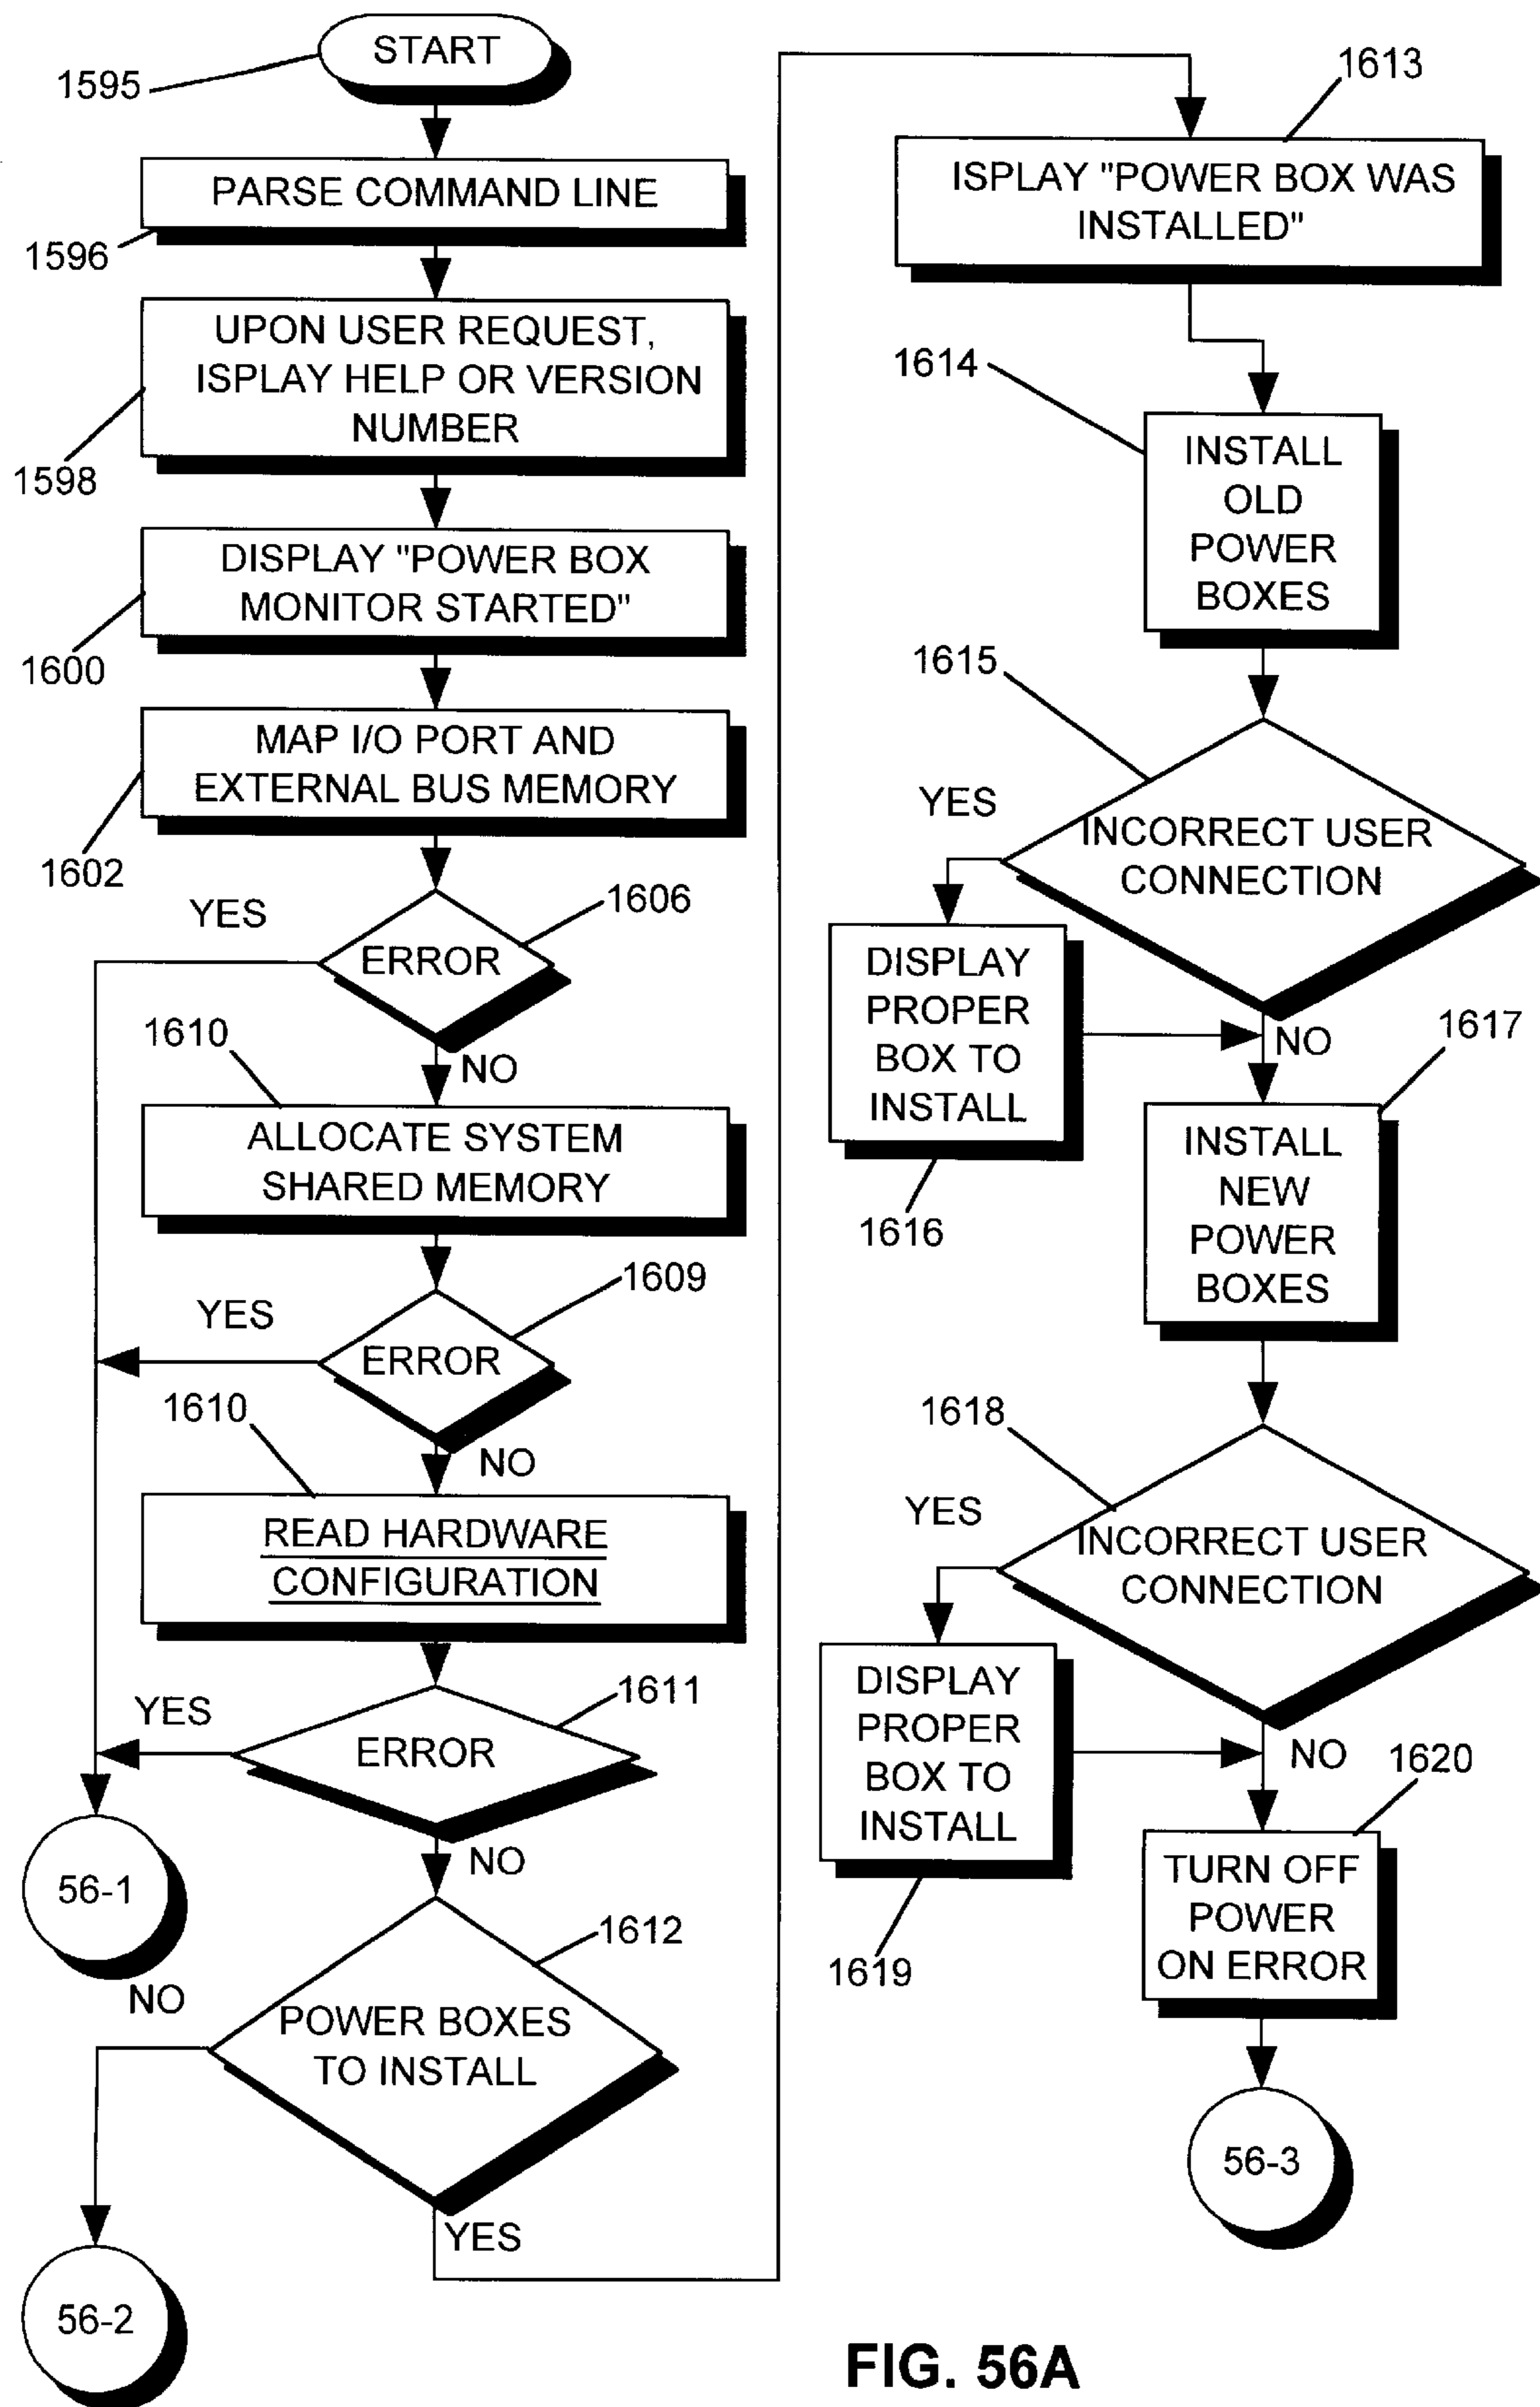 START
1595
PARSE COMMAND LINE
1596
UPON USER REQUEST,
ISPLAY HELP OR VERSION
NUMBER
1598
DISPLAY "POWER BOX
MONITOR STARTED"
1600
MAP I/O PORT AND
EXTERNAL BUS MEMORY
1602
YES
1606
ERROR
1610
NO
ALLOCATE SYSTEM
SHARED MEMORY
1609
YES
ERROR
1610
NO
READ HARDWARE
CONFIGURATION
1611
YES
ERROR
NO
56-1
1612
NO
POWER BOXES
TO INSTALL
YES
56-2
1613
ISPLAY "POWER BOX WAS
INSTALLED"
1614
INSTALL
OLD
POWER
BOXES
1615
YES
INCORRECT USER
CONNECTION
DISPLAY
PROPER
BOX TO
INSTALL
1616
NO
1617
INSTALL
NEW
POWER
BOXES
1618
YES
INCORRECT USER
CONNECTION
DISPLAY
PROPER
BOX TO
INSTALL
1619
NO
1620
TURN OFF
POWER
ON ERROR
56-3
FIG. 56A